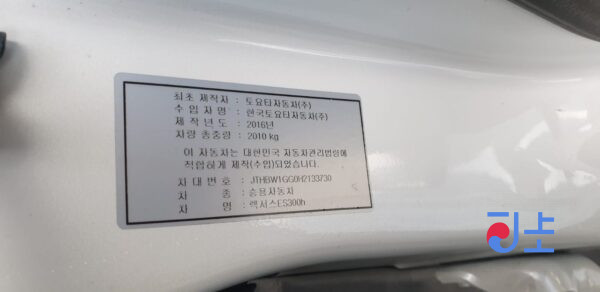 최초 제작자 : 토요타자동차(주)
수 입 자 명 : 한국토요타자동차(주)
제 작 년 도 : 2016년
차량 총중량 : 2010 kg
이 자동차는 대한민국 자동차관리법령에
적합하게 제작(수입)되었습니다.
차 대 번 호 : JTHBW1GG0H2133730
차 종 : 승용자동차
차 명 : 렉서스ES300h